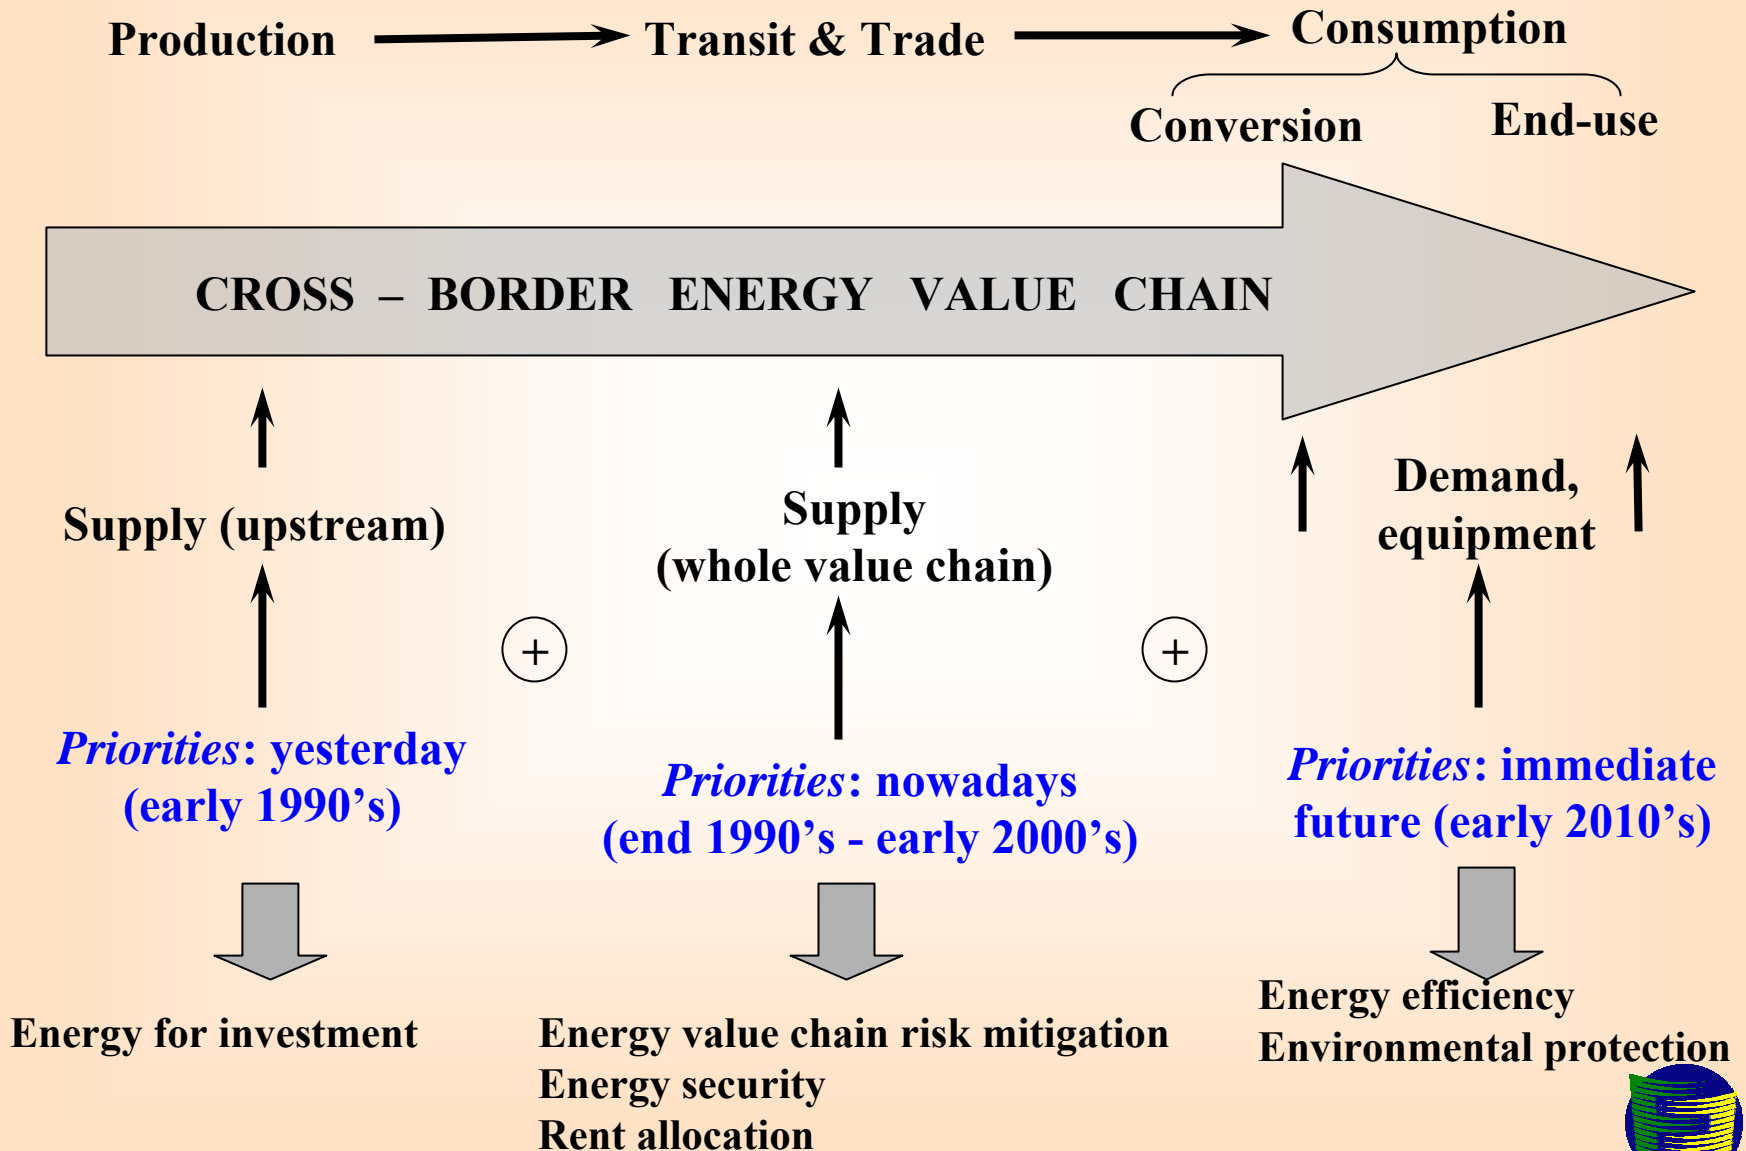 Production
Transit & Trade
Consumption
Conversion
End-use
CROSS – BORDER ENERGY VALUE CHAIN
Supply (upstream)
Supply
(whole value chain)
Demand,
equipment
+
+
Priorities: yesterday
(early 1990’s)
Priorities: nowadays
(end 1990’s - early 2000’s)
Priorities: immediate
future (early 2010’s)
Energy for investment
Energy value chain risk mitigation
Energy security
Rent allocation
Energy efficiency
Environmental protection